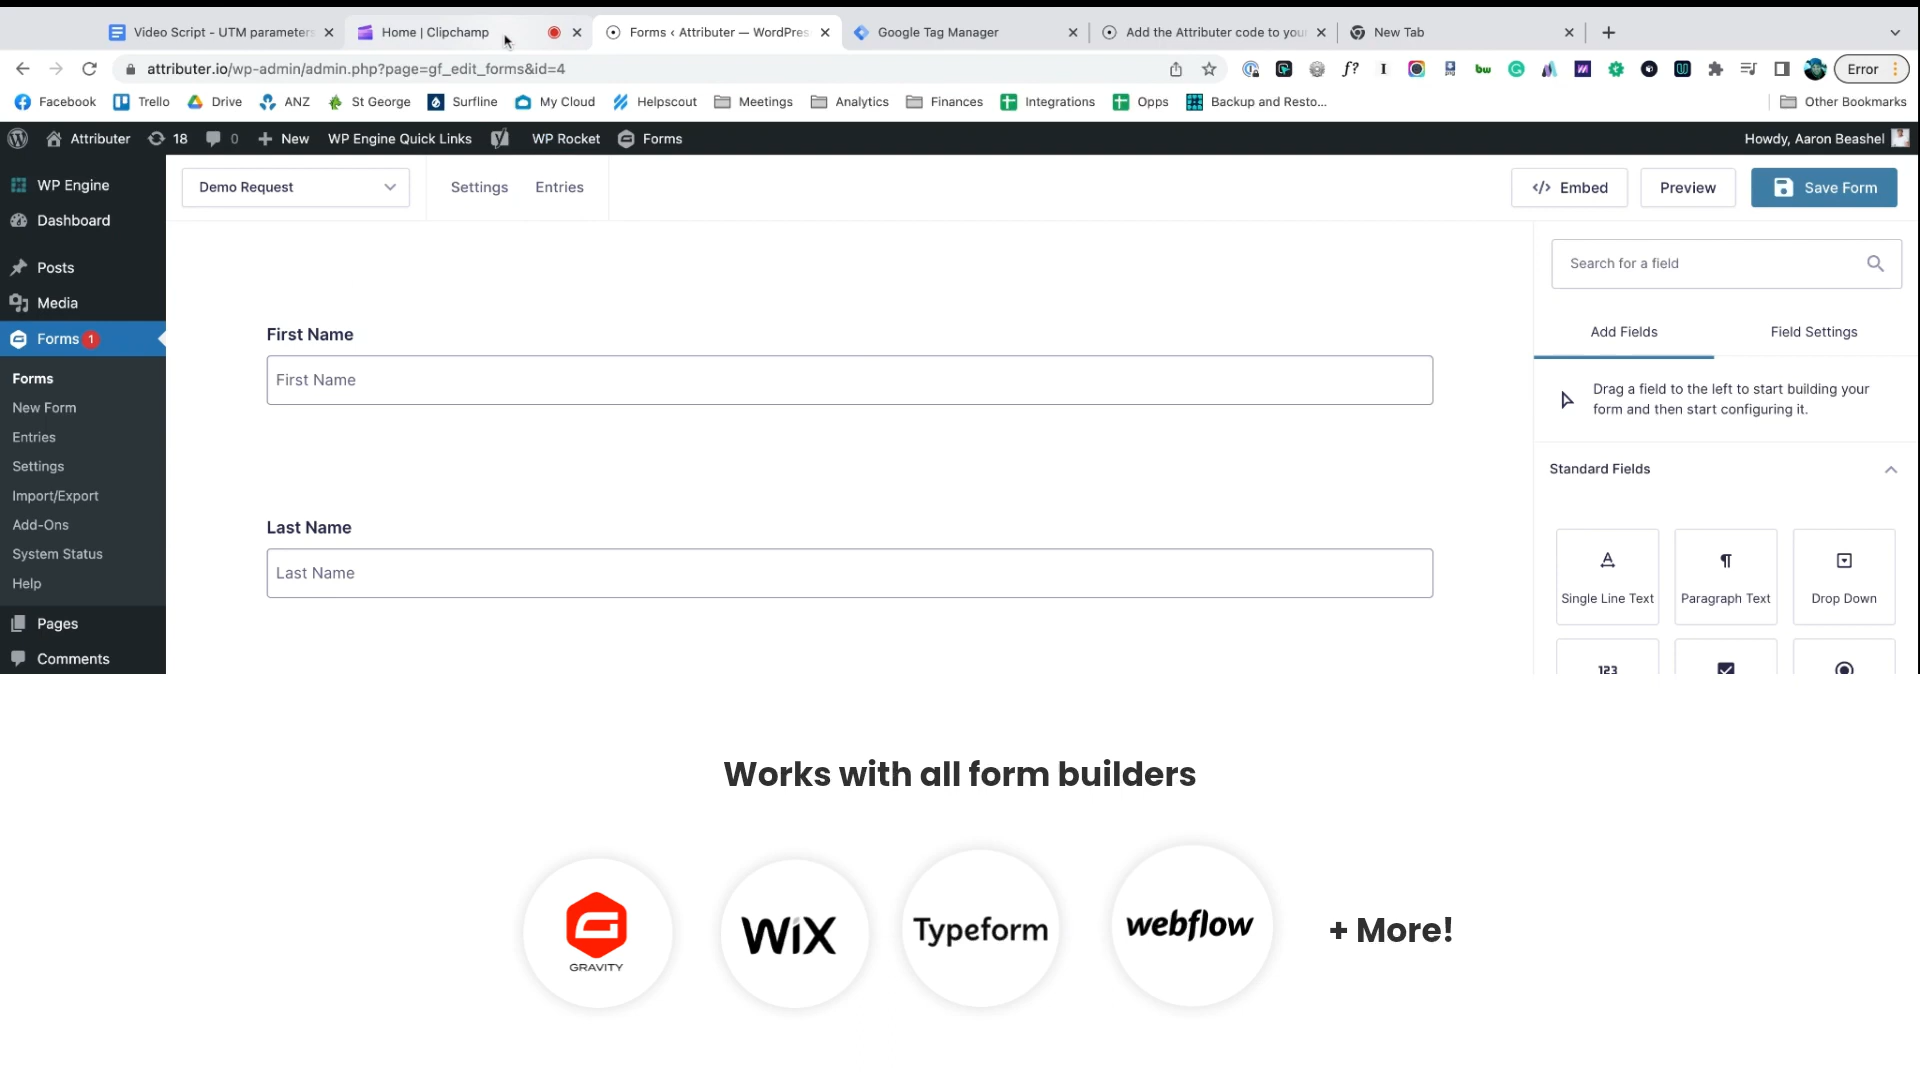 Video Script - UTM parameters
Home | Clipchamp
Forms ‹ Attributer — WordPres
Google Tag Manager
Add the Attributer code to you
New Tab
attributer.io/wp-admin/admin.php?page=gf_edit_forms&id=4
f?
I
bw
Error
Facebook
Trello
Drive
ANZ
St George
Surfline
My Cloud
Helpscout
Meetings
Analytics
Finances
Integrations
Opps
Backup and Resto...
Other Bookmarks
Attributer
18
0
New
WP Engine Quick Links
WP Rocket
Forms
Howdy, Aaron Beashel
WP Engine
Dashboard
Posts
Media
Forms 1
Forms
New Form
Entries
Settings
Import/Export
Add-Ons
System Status
Help
Pages
Comments
Demo Request
Settings
Entries
</> Embed
Preview
Save Form
First Name
First Name
Last Name
Last Name
Search for a field
Add Fields
Field Settings
Drag a field to the left to start building your
form and then start configuring it.
Standard Fields
Single Line Text
Paragraph Text
Drop Down
123
Works with all form builders
GRAVITY
WiX
Typeform
webflow
+ More!